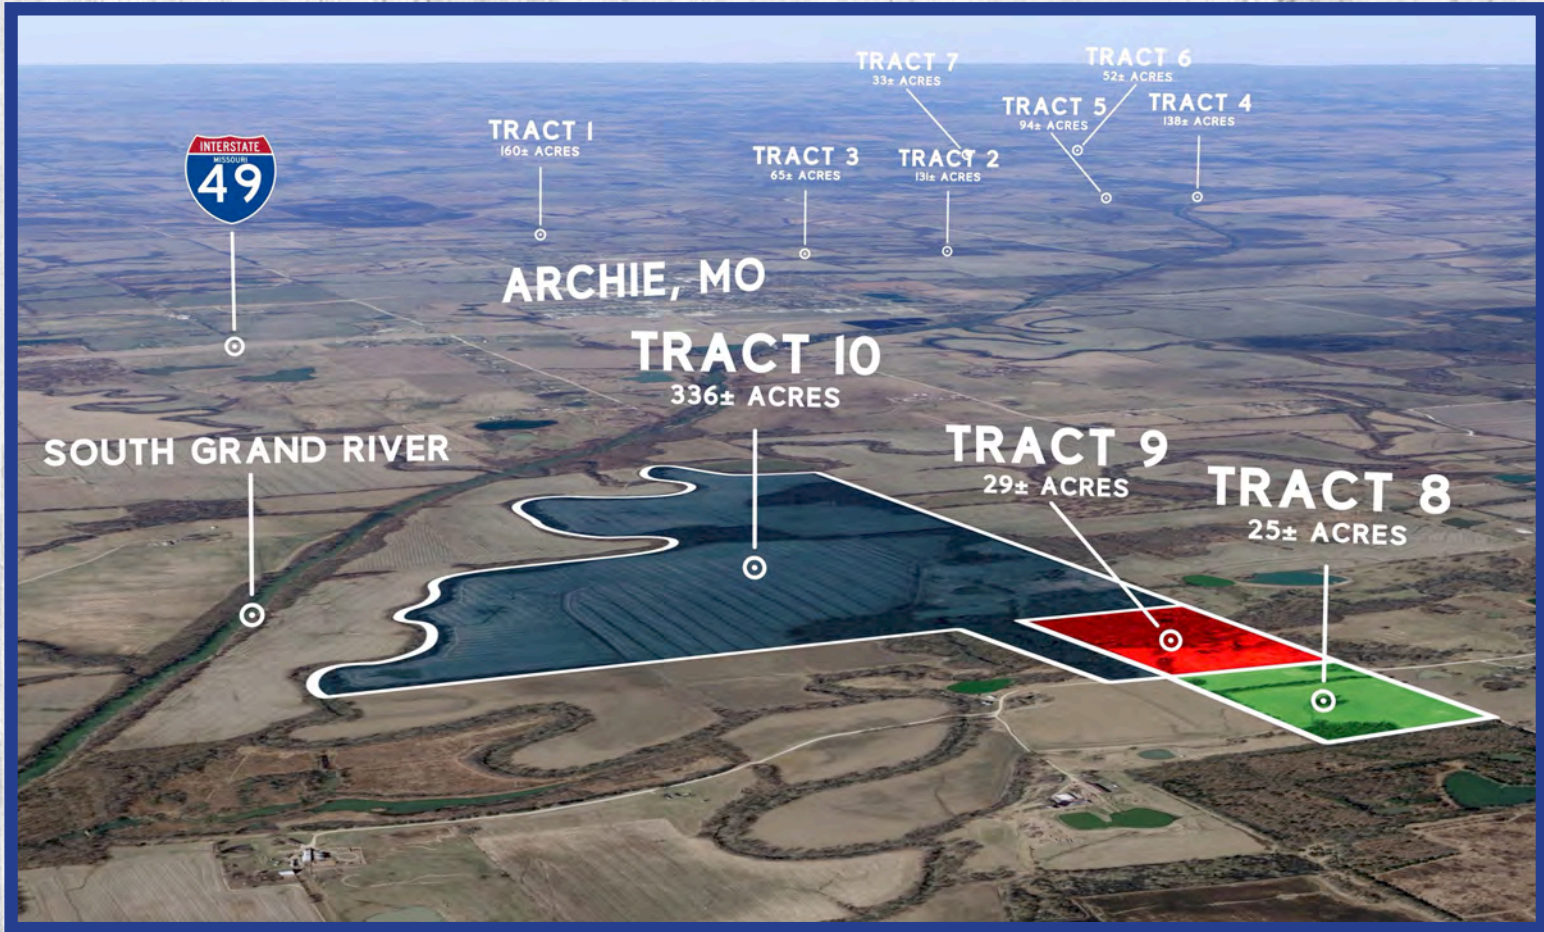 TRACT 7
33± ACRES
TRACT 6
52± ACRES
TRACT 5
94± ACRES
TRACT 4
138± ACRES
TRACT 1
160± ACRES
TRACT 3
65± ACRES
TRACT 2
131± ACRES
INTERSTATE
MISSOURI
49
ARCHIE, MO
TRACT 10
336± ACRES
SOUTH GRAND RIVER
TRACT 9
29± ACRES
TRACT 8
25± ACRES